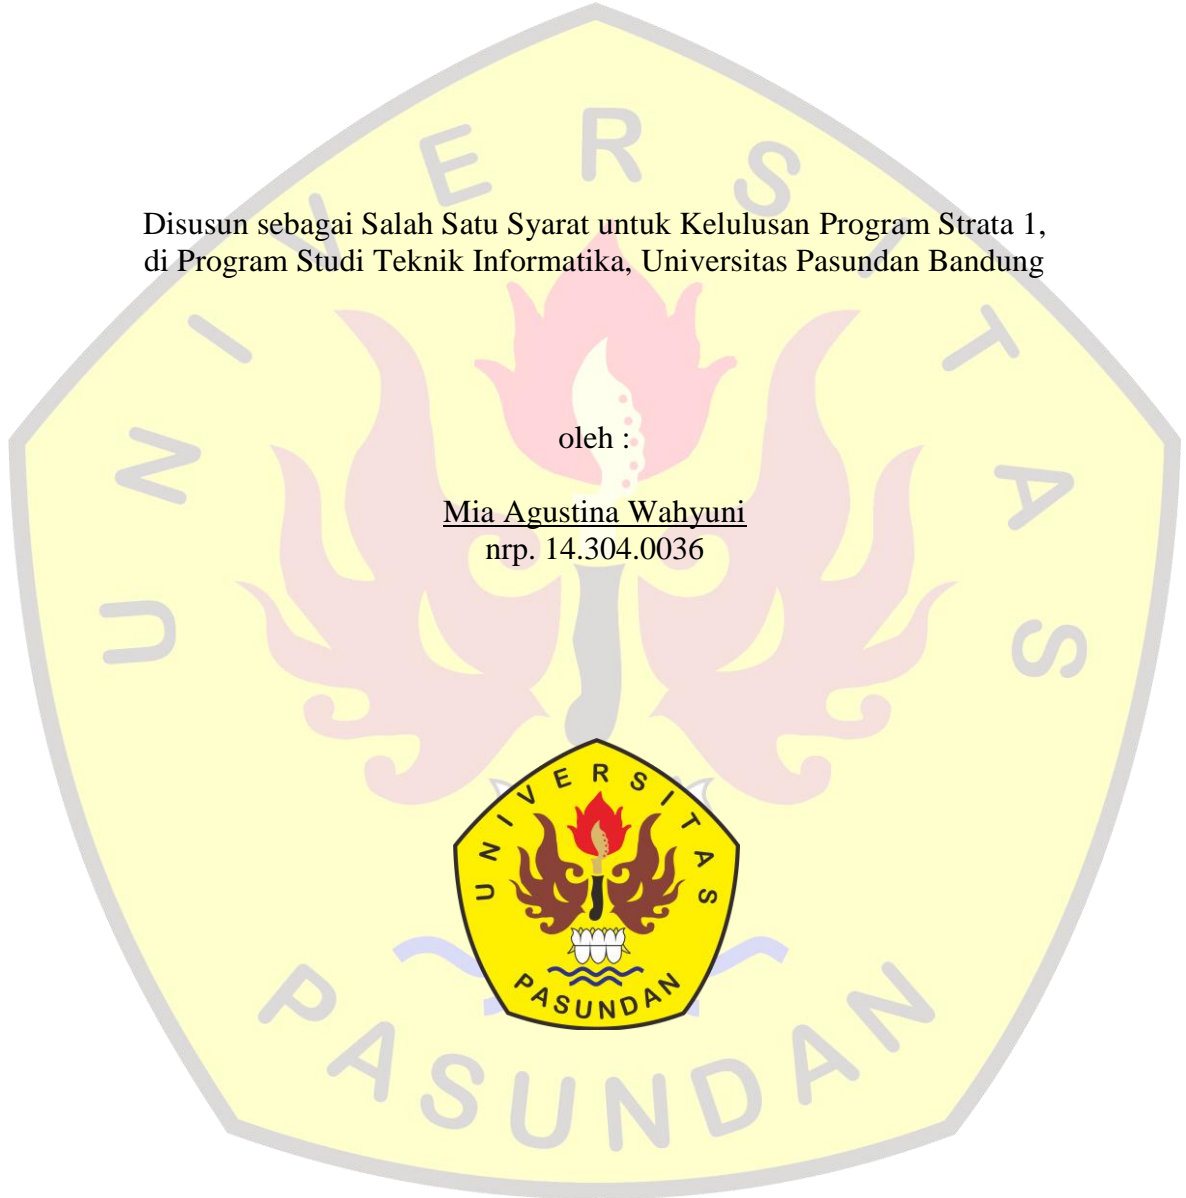 Disusun sebagai Salah Satu Syarat untuk Kelulusan Program Strata 1,
di Program Studi Teknik Informatika, Universitas Pasundan Bandung
oleh :
Mia Agustina Wahyuni
nrp. 14.304.0036
UNIVERSITAS
PASUNDAN
UNIVERSITAS
PASUNDAN